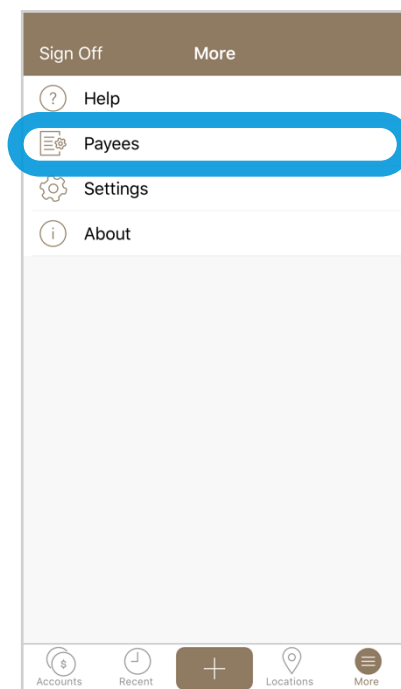 Sign Off More
Help
Payees
Settings
About
Accounts Recent Locations More